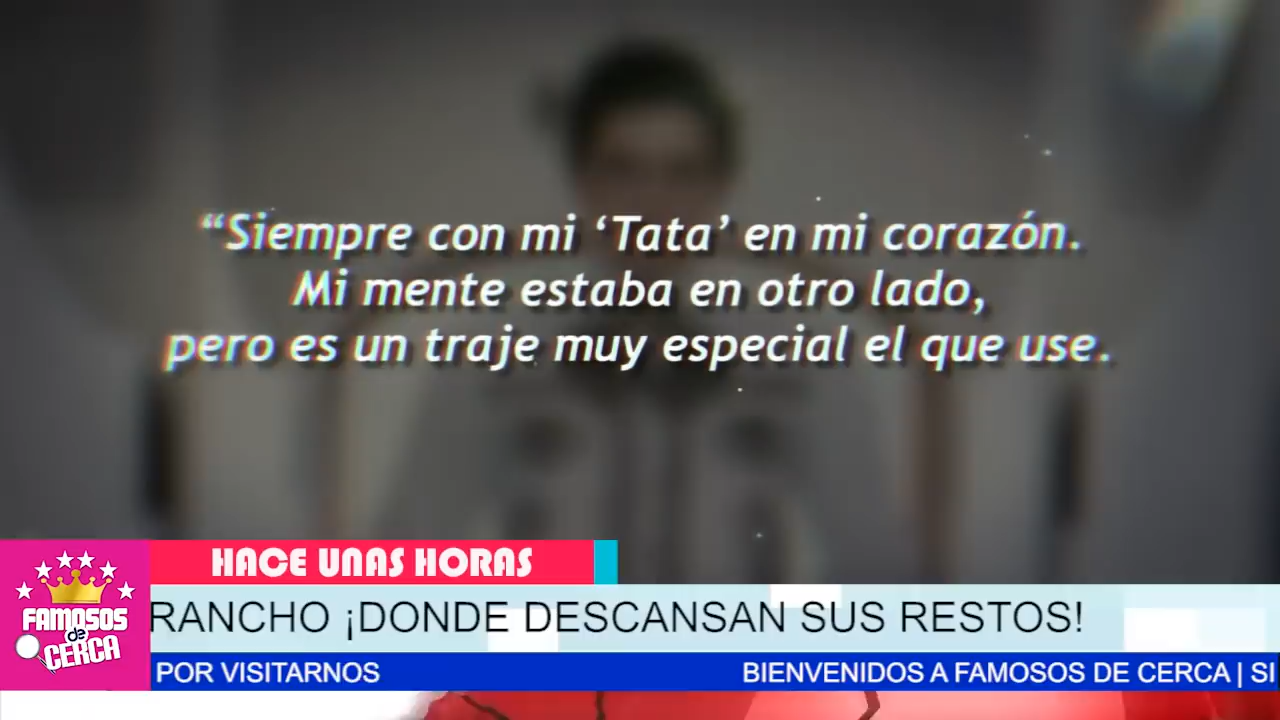 “Siempre con mi ‘Tata’ en mi corazón.
Mi mente estaba en otro lado,
pero es un traje muy especial el que use.
HACE UNAS HORAS
FAMOSOS
de
CERCA
RANCHO ¡DONDE DESCANSAN SUS RESTOS!
POR VISITARNOS
BIENVENIDOS A FAMOSOS DE CERCA | SI